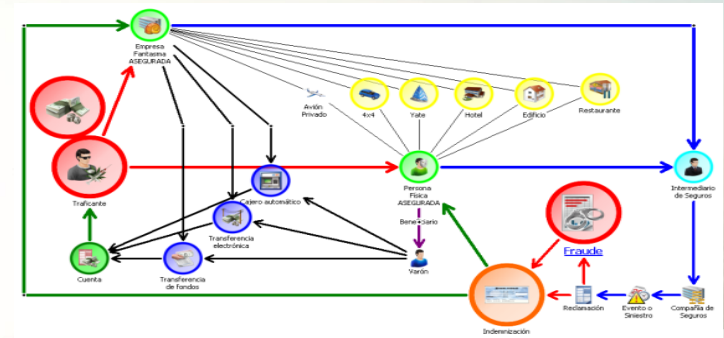 Empresa
Fantasma
ASEGURADA
Avión
Privado
4x4
Yate
Hotel
Edificio
Restaurante
Traficante
Cajero automático
Persona
Física
ASEGURADA
Intermediario
de Seguros
Beneficiario
Transferencia
electrónica
Fraude
Varón
Cuenta
Transferencia
de fondos
Indemnización
Reclamación
Evento o
Siniestro
Compañía de
Seguros